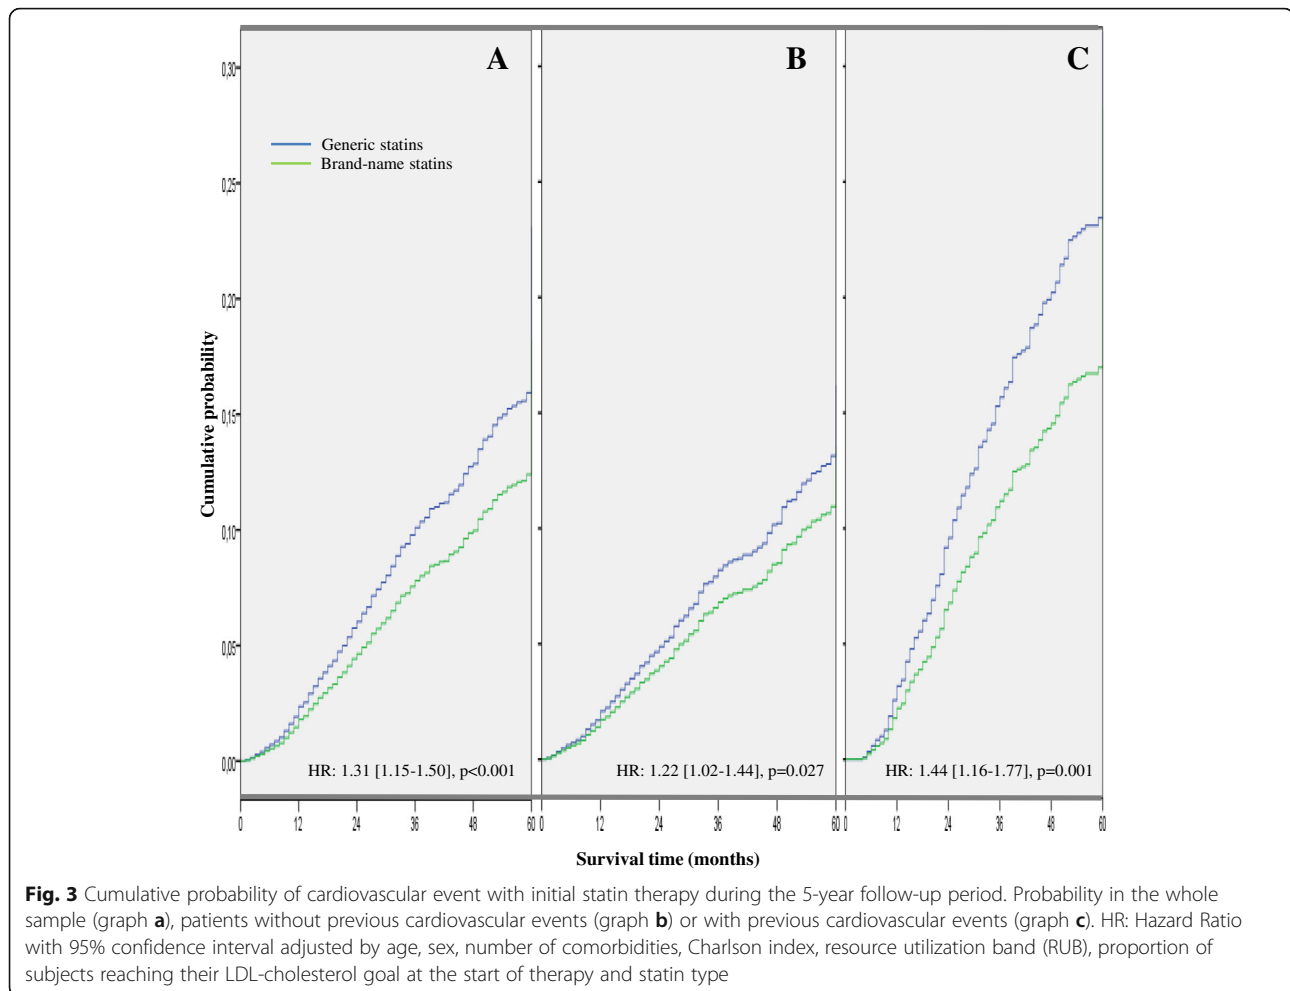 A
B
C
0,30
0,25
0,20
0,15
0,10
0,05
0,00
Cumulative probability
Generic statins
Brand-name statins
HR: 1.31 [1.15-1.50], p<0.001
HR: 1.22 [1.02-1.44], p=0.027
HR: 1.44 [1.16-1.77], p=0.001
0 12 24 36 48 60 0 12 24 36 48 60 0 12 24 36 48 60
Survival time (months)
Fig. 3 Cumulative probability of cardiovascular event with initial statin therapy during the 5-year follow-up period. Probability in the whole
sample (graph a), patients without previous cardiovascular events (graph b) or with previous cardiovascular events (graph c). HR: Hazard Ratio
with 95% confidence interval adjusted by age, sex, number of comorbidities, Charlson index, resource utilization band (RUB), proportion of
subjects reaching their LDL-cholesterol goal at the start of therapy and statin type